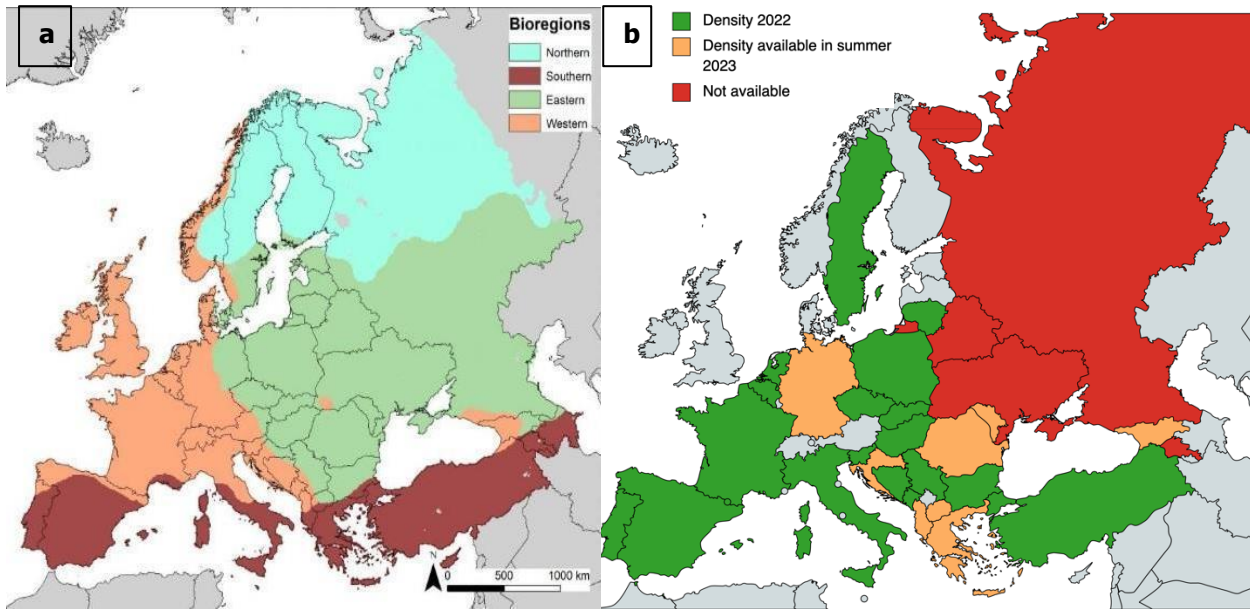 a
Bioregions
Northern
Southern
Eastern
Western
0 500 1000 km
b
Density 2022
Density available in summer
2023
Not available